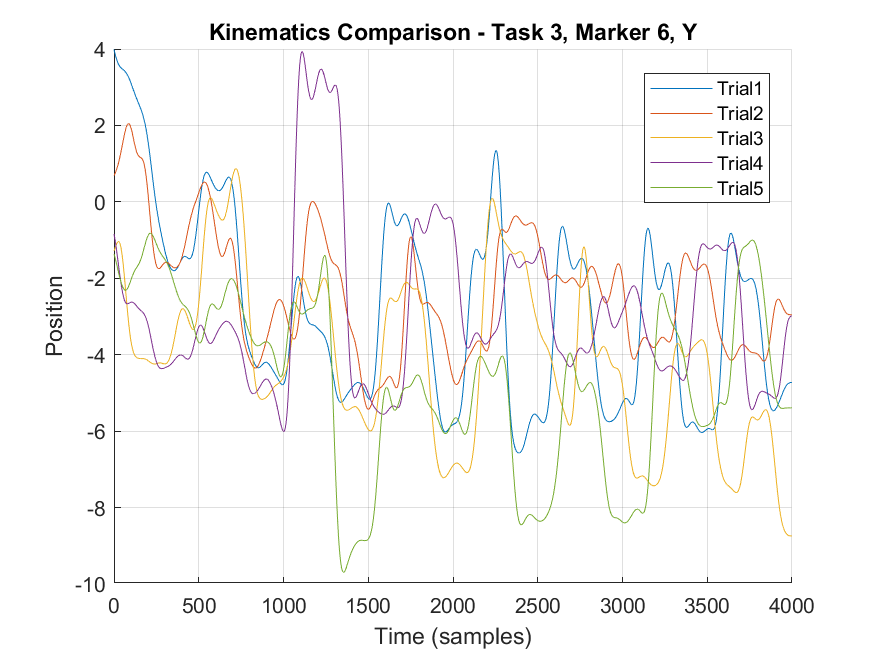 Kinematics Comparison - Task 3, Marker 6, Y
4
2
0
-2
-4
-6
-8
-10
Position
Trial1
Trial2
Trial3
Trial4
Trial5
0 500 1000 1500 2000 2500 3000 3500 4000
Time (samples)